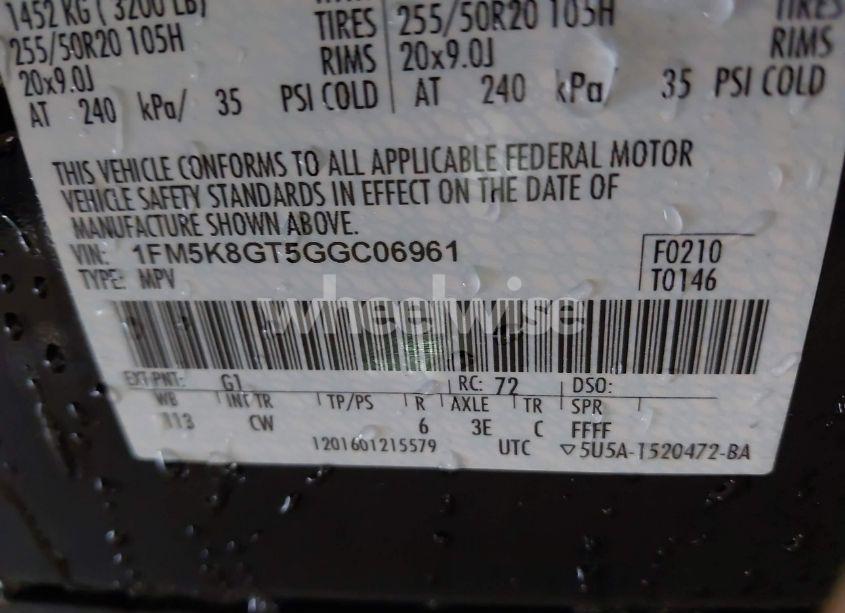 1452 KG ( 3200 LB)
255/50R20 105H TIRES 255/50R20 105H TIRES
20x9.0J RIMS 20x9.0J RIMS
AT 240 kPa/ 35 PSI COLD AT 240 kPa/ 35 PSI COLD
THIS VEHICLE CONFORMS TO ALL APPLICABLE FEDERAL MOTOR
VEHICLE SAFETY STANDARDS IN EFFECT ON THE DATE OF
MANUFACTURE SHOWN ABOVE.
VIN: 1FM5K8GT5GGC06961 F0210
TYPE: MPV T0146
wheelwise
EXT PNT: G1 RC: 72 DSO:
WB INT TR TP/PS R AXLE TR SPR
113 CW 6 3E C FFFF
1201601215579 UTC ▽5U5A-1520472-BA